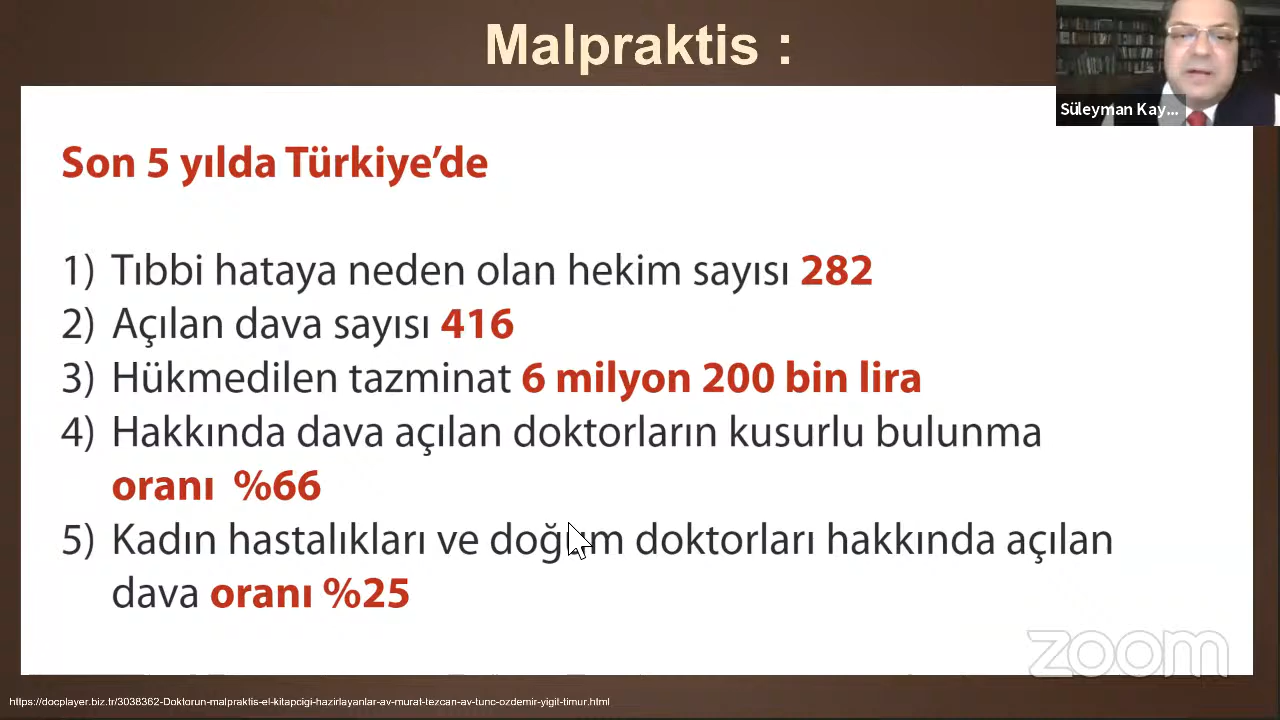 Malpraktis :
Süleyman Kay...
Son 5 yılda Türkiye’de
1) Tıbbi hataya neden olan hekim sayısı 282
2) Açılan dava sayısı 416
3) Hükmedilen tazminat 6 milyon 200 bin lira
4) Hakkında dava açılan doktorların kusurlu bulunma
oranı %66
5) Kadın hastalıkları ve doğum doktorları hakkında açılan
dava oranı %25
zoom
https://docplayer.biz.tr/3038362-Doktorun-malpraktis-el-kitapcigi-hazirlayanlar-av-murat-tezcan-av-tunc-ozdemir-yigit-timur.html